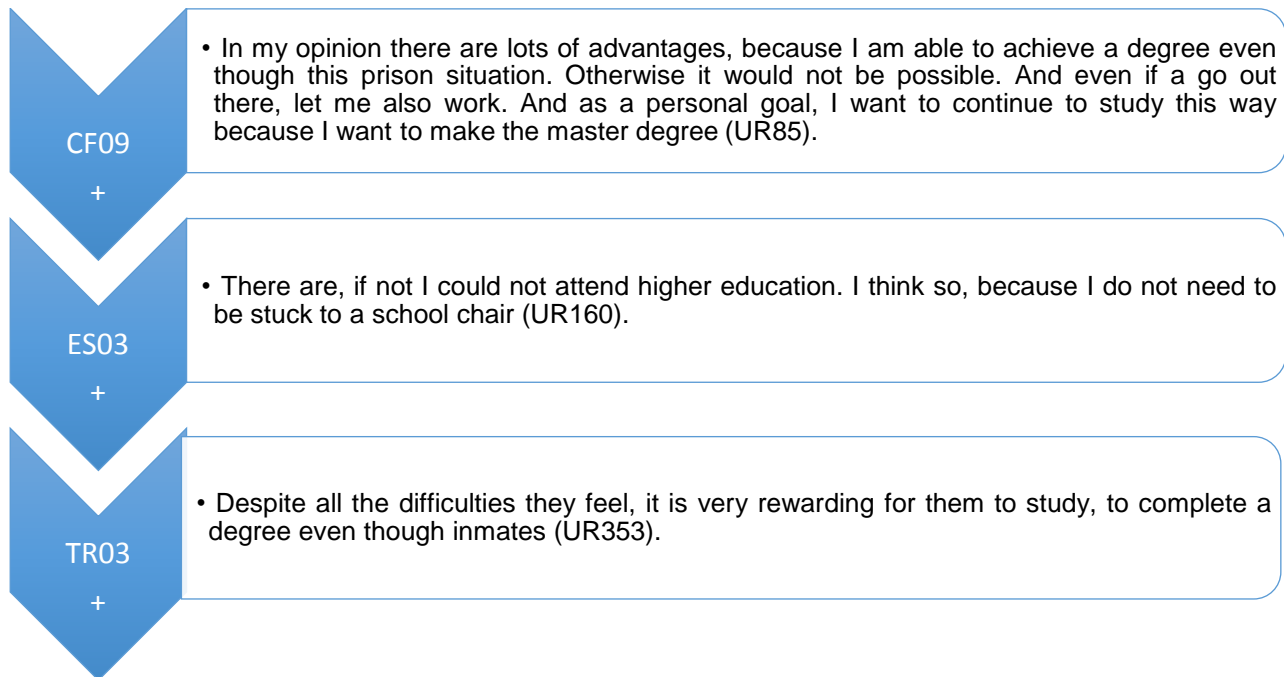 CF09
+
• In my opinion there are lots of advantages, because I am able to achieve a degree even
though this prison situation. Otherwise it would not be possible. And even if a go out
there, let me also work. And as a personal goal, I want to continue to study this way
because I want to make the master degree (UR85).
ES03
+
• There are, if not I could not attend higher education. I think so, because I do not need to
be stuck to a school chair (UR160).
TR03
+
• Despite all the difficulties they feel, it is very rewarding for them to study, to complete a
degree even though inmates (UR353).